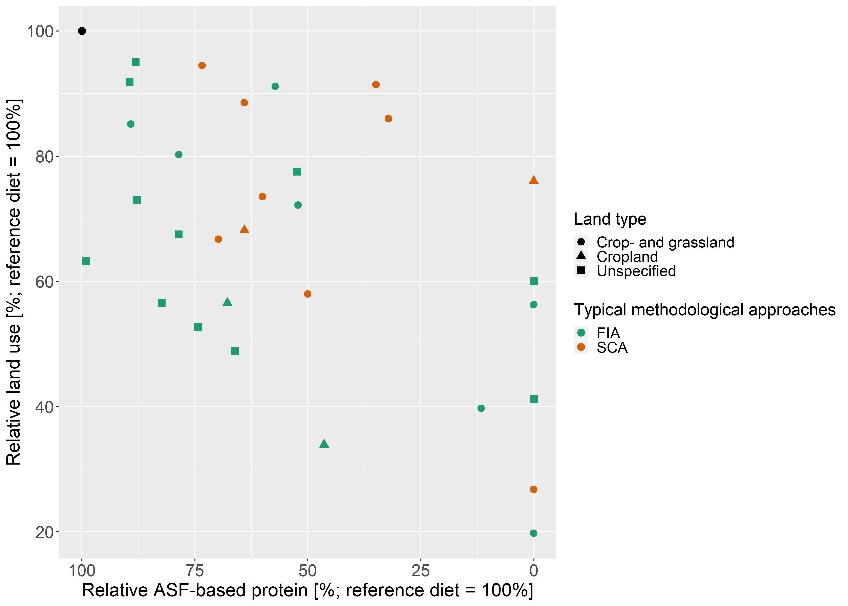 Relative land use [%; reference diet = 100%]
100
80
60
40
20
100 75 50 25 0
Relative ASF-based protein [%; reference diet = 100%]
Land type
Crop- and grassland
Cropland
Unspecified
Typical methodological approaches
FIA
SCA